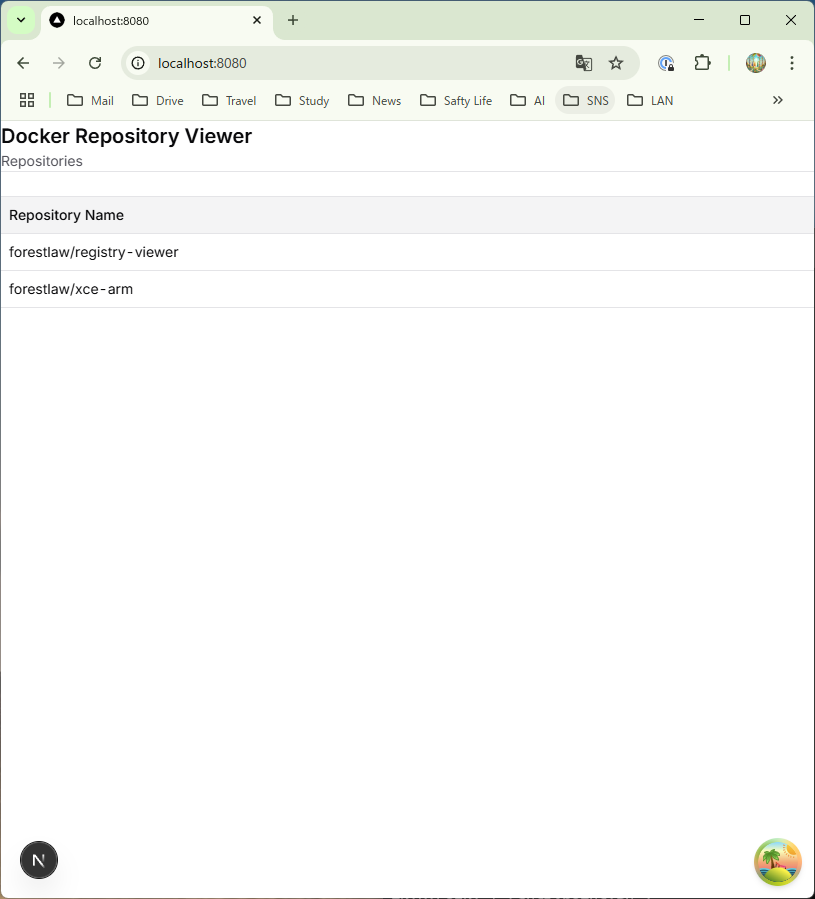 localhost:8080
localhost:8080
Mail Drive Travel Study News Safty Life AI SNS LAN
Docker Repository Viewer
Repositories
Repository Name
forestlaw/registry-viewer
forestlaw/xce-arm
N